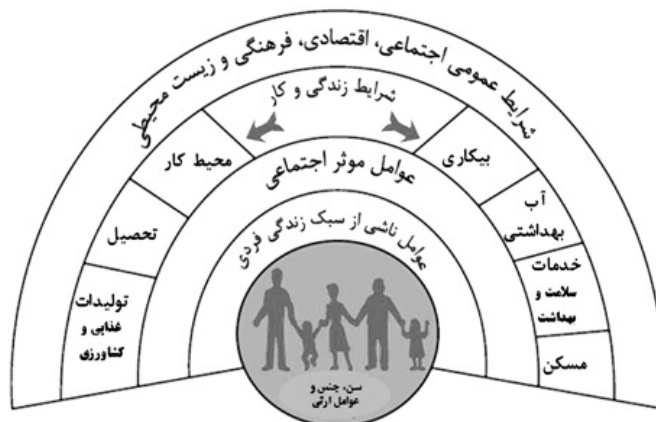 شرایط عمومی اجتماعی، اقتصادی، فرهنگی و زیست محیطی
شرایط زندگی و کار
محیط کار
بیکاری
تحصیل
آب
بهداشتی
تولیدات
غذایی و
کشاورزی
خدمات
سلامت و
بهداشت
مسکن
عوامل موثر اجتماعی
عوامل ناشی از سبک زندگی فردی
سن، جنس و
عوامل ارثی